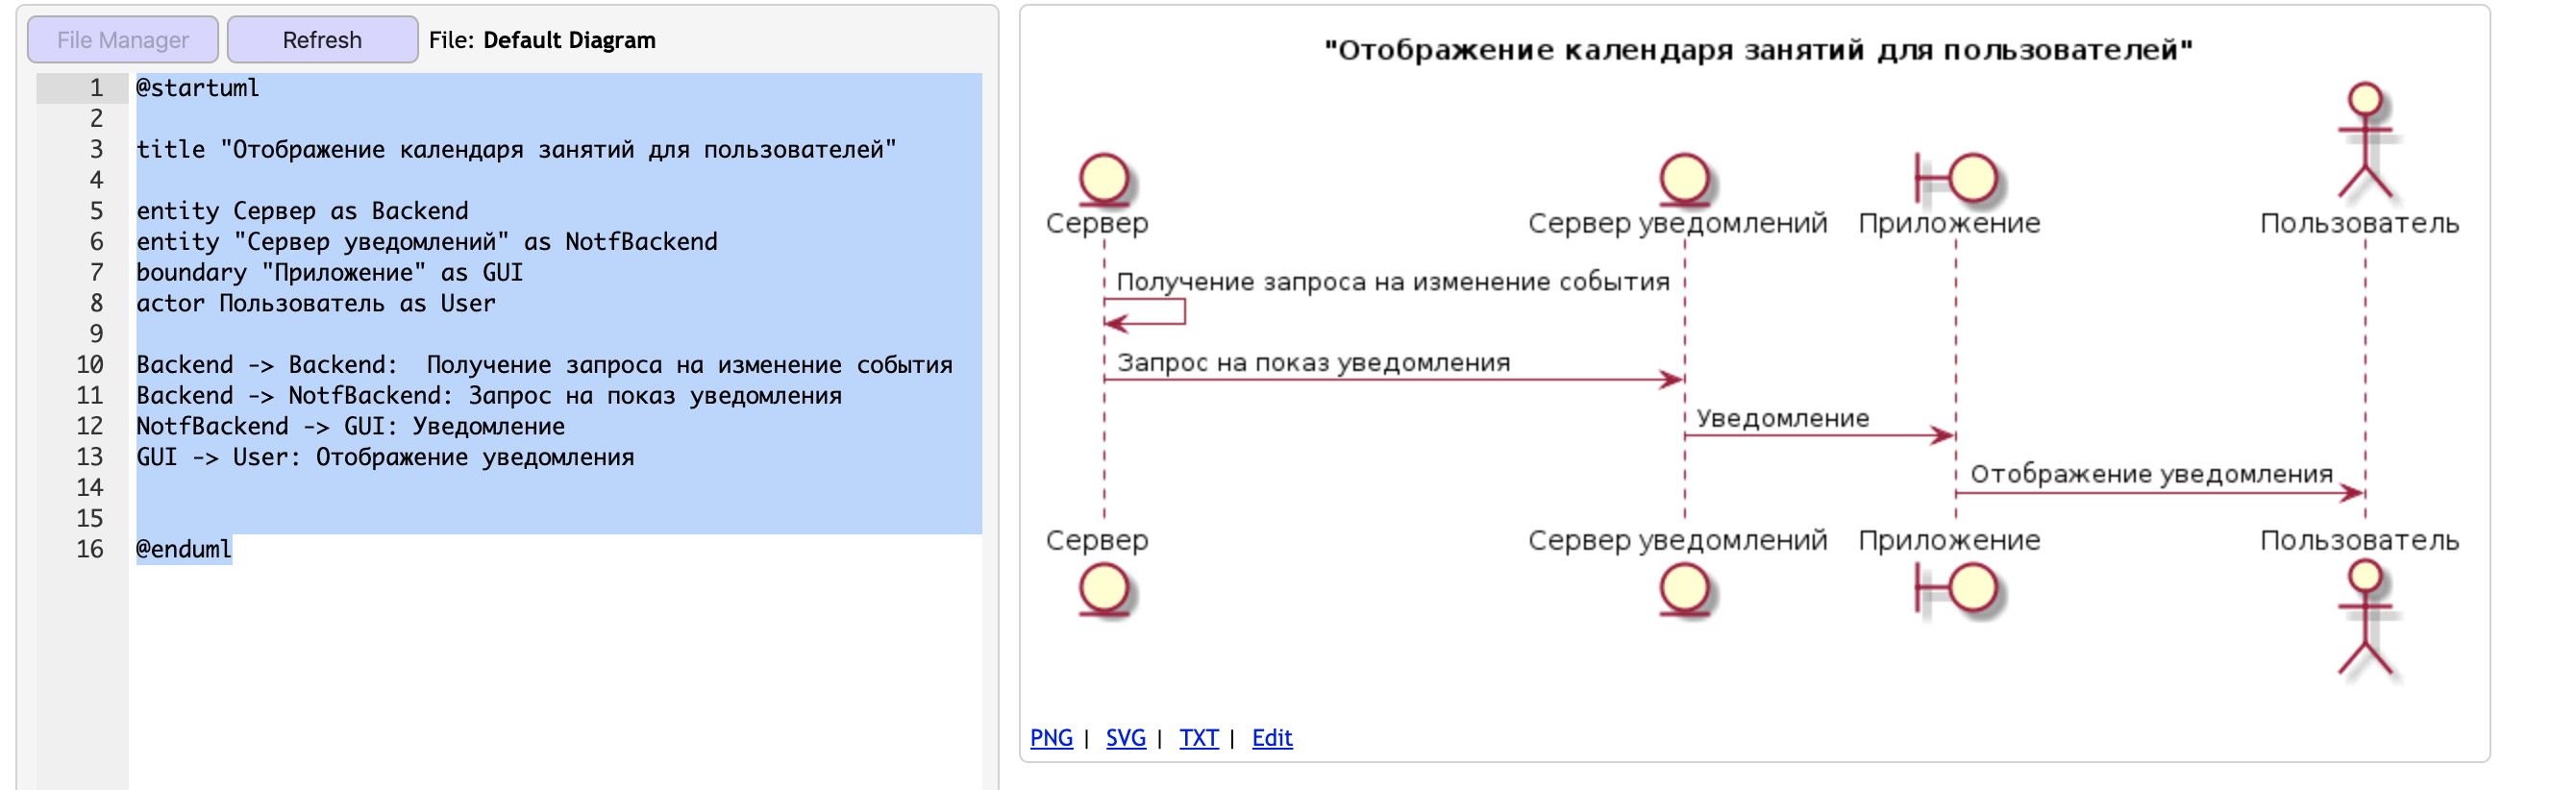 File Manager Refresh File: Default Diagram
1 @startuml
2
3 title "Отображение календаря занятий для пользователей"
4
5 entity Сервер as Backend
6 entity "Сервер уведомлений" as NotfBackend
7 boundary "Приложение" as GUI
8 actor Пользователь as User
9
10 Backend -> Backend:  Получение запроса на изменение события
11 Backend -> NotfBackend: Запрос на показ уведомления
12 NotfBackend -> GUI: Уведомление
13 GUI -> User: Отображение уведомления
14
15
16 @enduml
"Отображение календаря занятий для пользователей"
Сервер Сервер уведомлений Приложение Пользователь
Получение запроса на изменение события
Запрос на показ уведомления
Уведомление
Отображение уведомления
Сервер Сервер уведомлений Приложение Пользователь
PNG | SVG | TXT | Edit